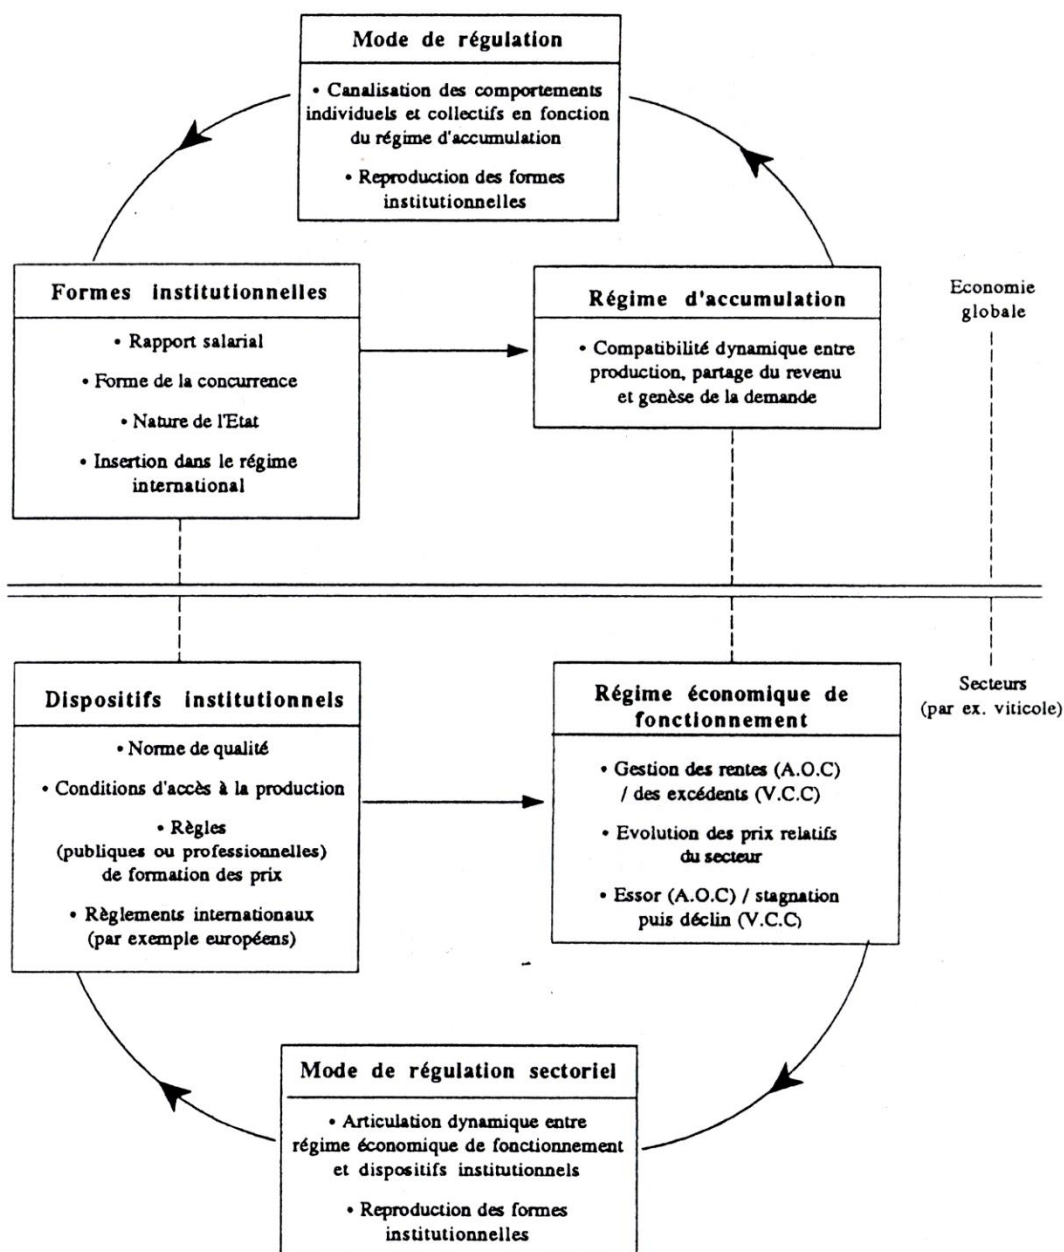 Mode de régulation
• Canalisation des comportements
individuels et collectifs en fonction
du régime d'accumulation
• Reproduction des formes
institutionnelles
Formes institutionnelles
• Rapport salarial
• Forme de la concurrence
• Nature de l'Etat
• Insertion dans le régime
international
Régime d'accumulation
• Compatibilité dynamique entre
production, partage du revenu
et genèse de la demande
Economie
globale
Dispositifs institutionnels
• Norme de qualité
• Conditions d'accès à la production
• Règles
(publiques ou professionnelles)
de formation des prix
• Règlements internationaux
(par exemple européens)
Régime économique de
fonctionnement
• Gestion des rentes (A.O.C)
/ des excédents (V.C.C)
• Evolution des prix relatifs
du secteur
• Essor (A.O.C) / stagnation
puis déclin (V.C.C)
Secteurs
(par ex. viticole)
Mode de régulation sectoriel
• Articulation dynamique entre
régime économique de fonctionnement
et dispositifs institutionnels
• Reproduction des formes
institutionnelles